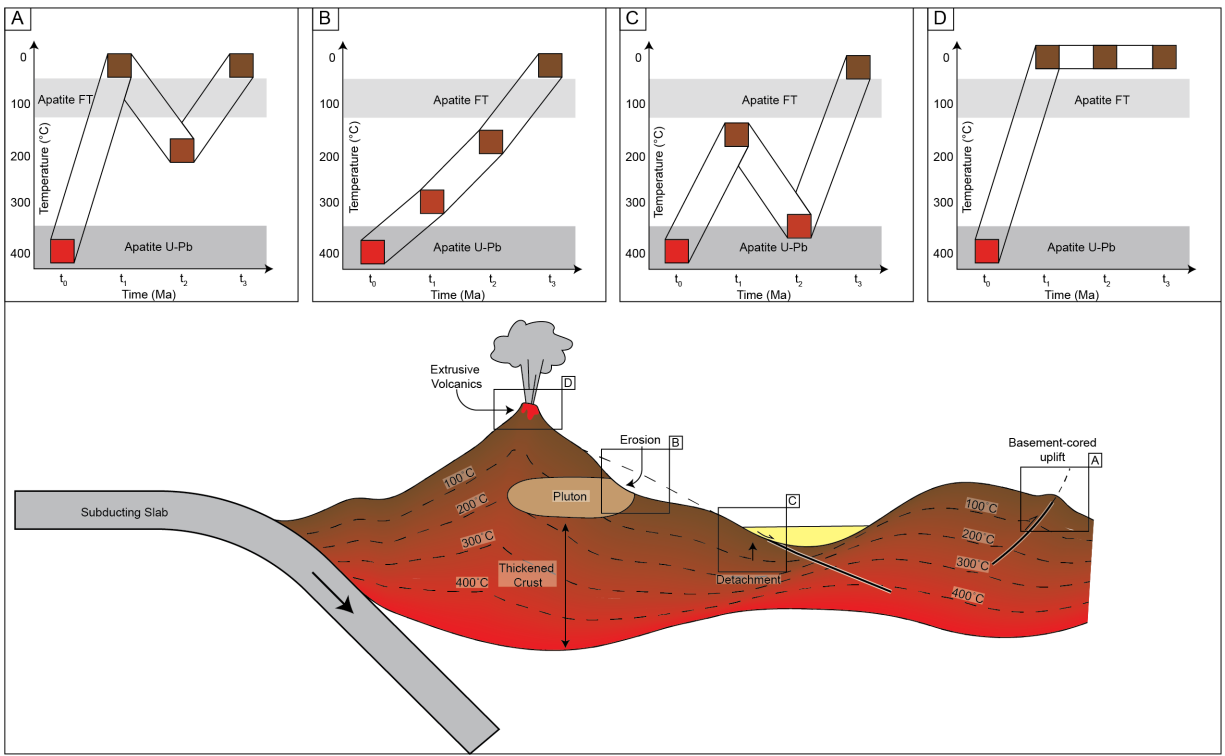 A
0
100
200
300
400
Temperature (°C)
Apatite FT
Apatite U-Pb
t0
t1
t2
t3
Time (Ma)
B
0
100
200
300
400
Temperature (°C)
Apatite FT
Apatite U-Pb
t0
t1
t2
t3
Time (Ma)
C
0
100
200
300
400
Temperature (°C)
Apatite FT
Apatite U-Pb
t0
t1
t2
t3
Time (Ma)
D
0
100
200
300
400
Temperature (°C)
Apatite FT
Apatite U-Pb
t0
t1
t2
t3
Time (Ma)
Extrusive
Volcanics
D
Erosion
B
Basement-cored
uplift
A
100˚C
200˚C
300˚C
400˚C
Pluton
Thickened
Crust
C
Detachment
100˚C
200˚C
300˚C
400˚C
Subducting Slab